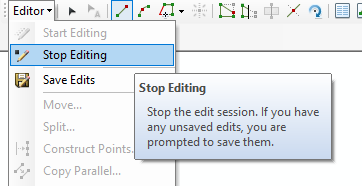 Editor
Start Editing
Stop Editing
Save Edits
Move...
Split...
Construct Points...
Copy Parallel...
Stop Editing
Stop the edit session. If you have
any unsaved edits, you are
prompted to save them.